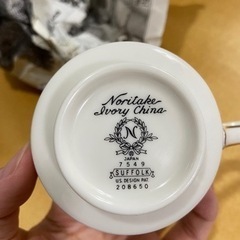 Noritake
Ivory China
N
JAPAN
7549
SUFFOLK
U.S. DESIGN PAT.
208650